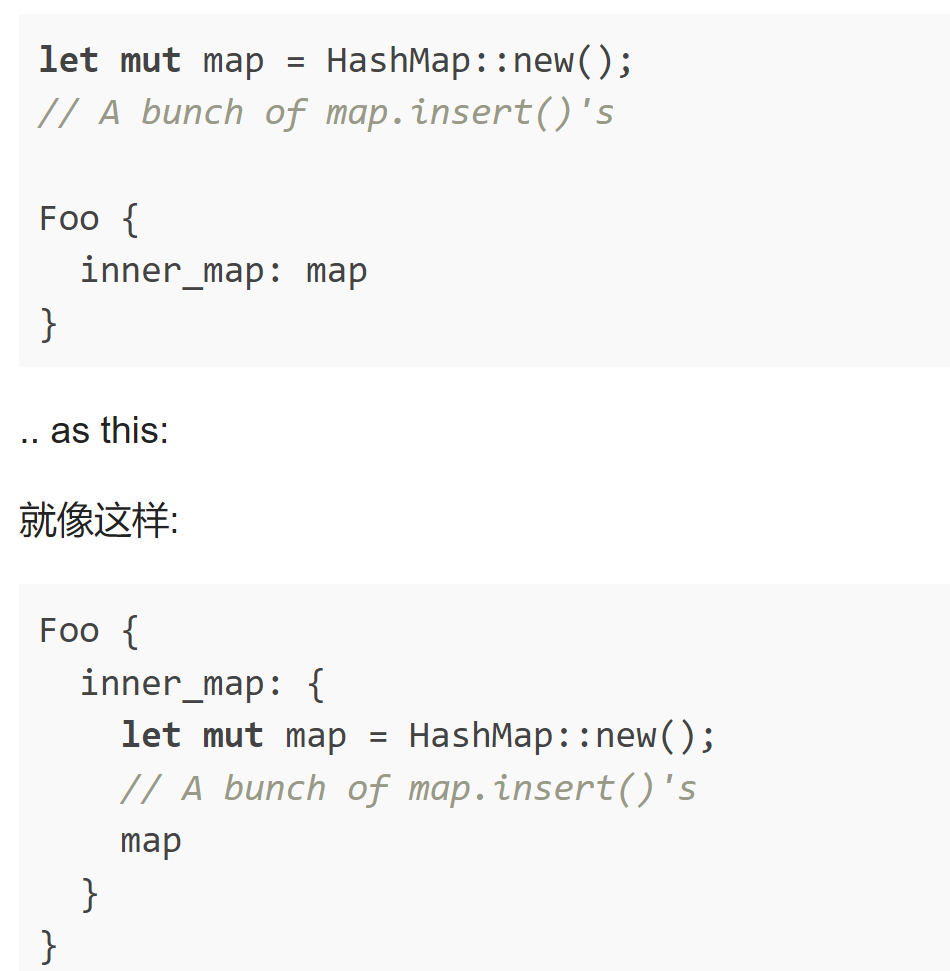 let mut map = HashMap::new();
// A bunch of map.insert()'s
Foo {
  inner_map: map
}
.. as this:
就像这样:
Foo {
  inner_map: {
    let mut map = HashMap::new();
    // A bunch of map.insert()'s
    map
  }
}